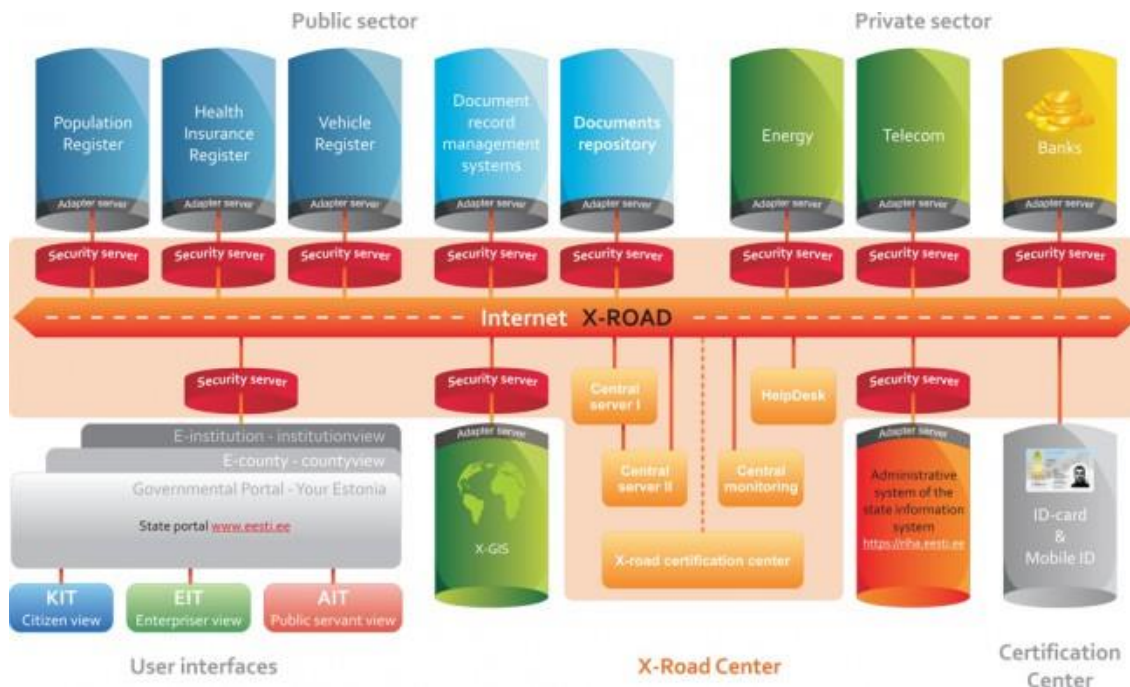 Public sector
Private sector
Population
Register
Health
Insurance
Register
Vehicle
Register
Document
record
management
systems
Documents
repository
Energy
Telecom
Banks
Adapter server
Adapter server
Adapter server
Adapter server
Adapter server
Adapter server
Adapter server
Adapter server
Security server
Security server
Security server
Security server
Security server
Security server
Security server
Security server
Internet X-ROAD
Security server
Security server
Central
server I
HelpDesk
Security server
E-institution - institutionview
E-county - countyview
Governmental Portal - Your Estonia
State portal www.eesti.ee
Adapter server
X-GIS
Central
server II
Central
monitoring
X-road certification center
Adapter server
Administrative
system of the
state information
system
https://riha.eesti.ee
ID-card
&
Mobile ID
KIT
Citizen view
EIT
Enterpriser view
AIT
Public servant view
User interfaces
X-Road Center
Certification
Center